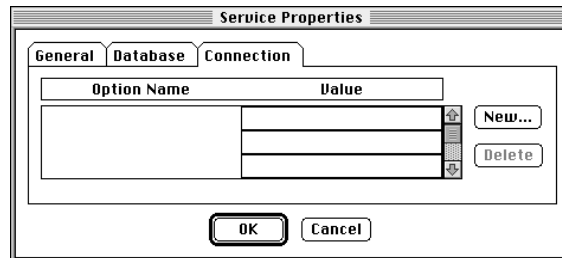 Service Properties
General Database Connection
Option Name Value
New...
Delete
OK Cancel